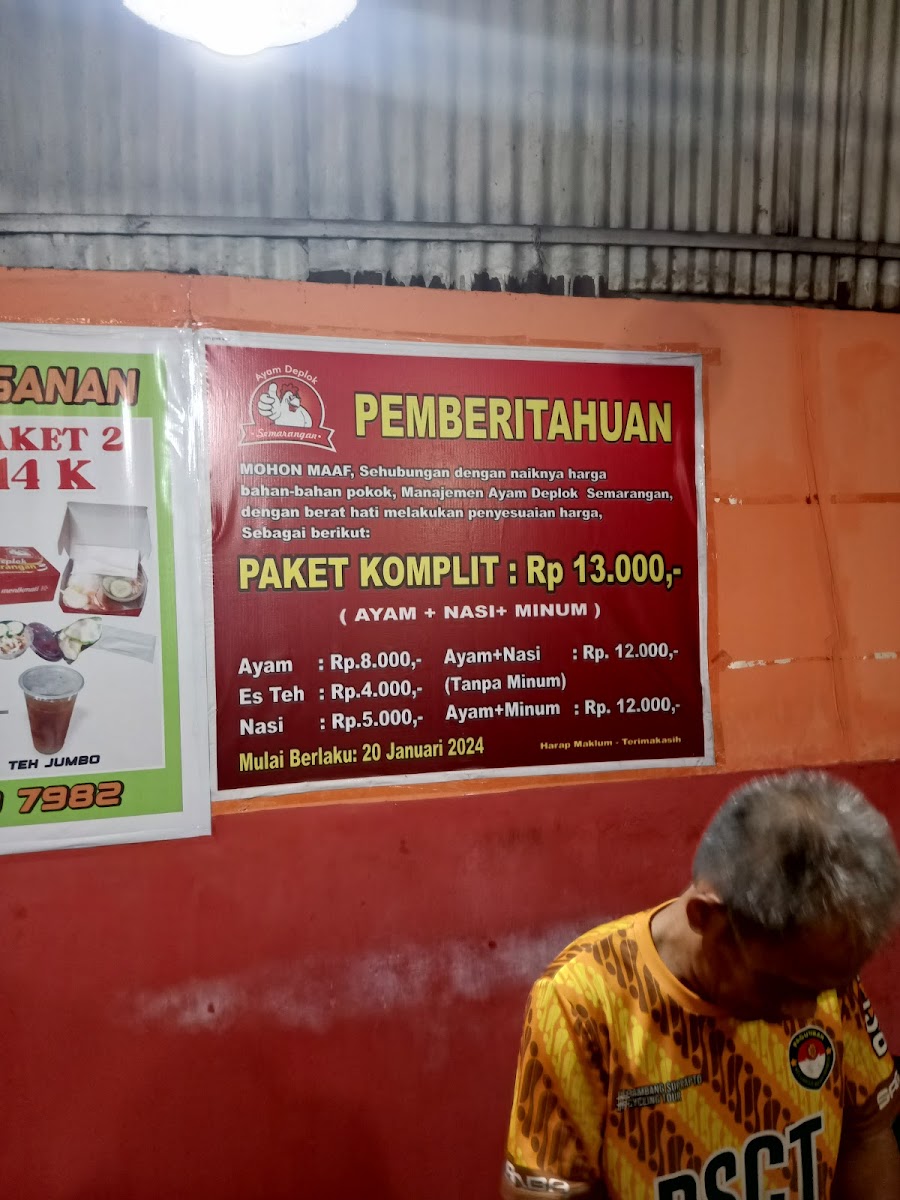 SANAN
PAKET 2
14 K
TEH JUMBO
7982
Ayam Deplok
Semarangan
PEMBERITAHUAN
MOHON MAAF, Sehubungan dengan naiknya harga
bahan-bahan pokok, Manajemen Ayam Deplok Semarangan,
dengan berat hati melakukan penyesuaian harga,
Sebagai berikut:
PAKET KOMPLIT : Rp 13.000,-
( AYAM + NASI+ MINUM )
Ayam : Rp.8.000,-
Es Teh : Rp.4.000,-
Nasi : Rp.5.000,-
Ayam+Nasi : Rp. 12.000,-
(Tanpa Minum)
Ayam+Minum : Rp. 12.000,-
Mulai Berlaku: 20 Januari 2024
Harap Maklum - Terimakasih
CYCLING TOUR